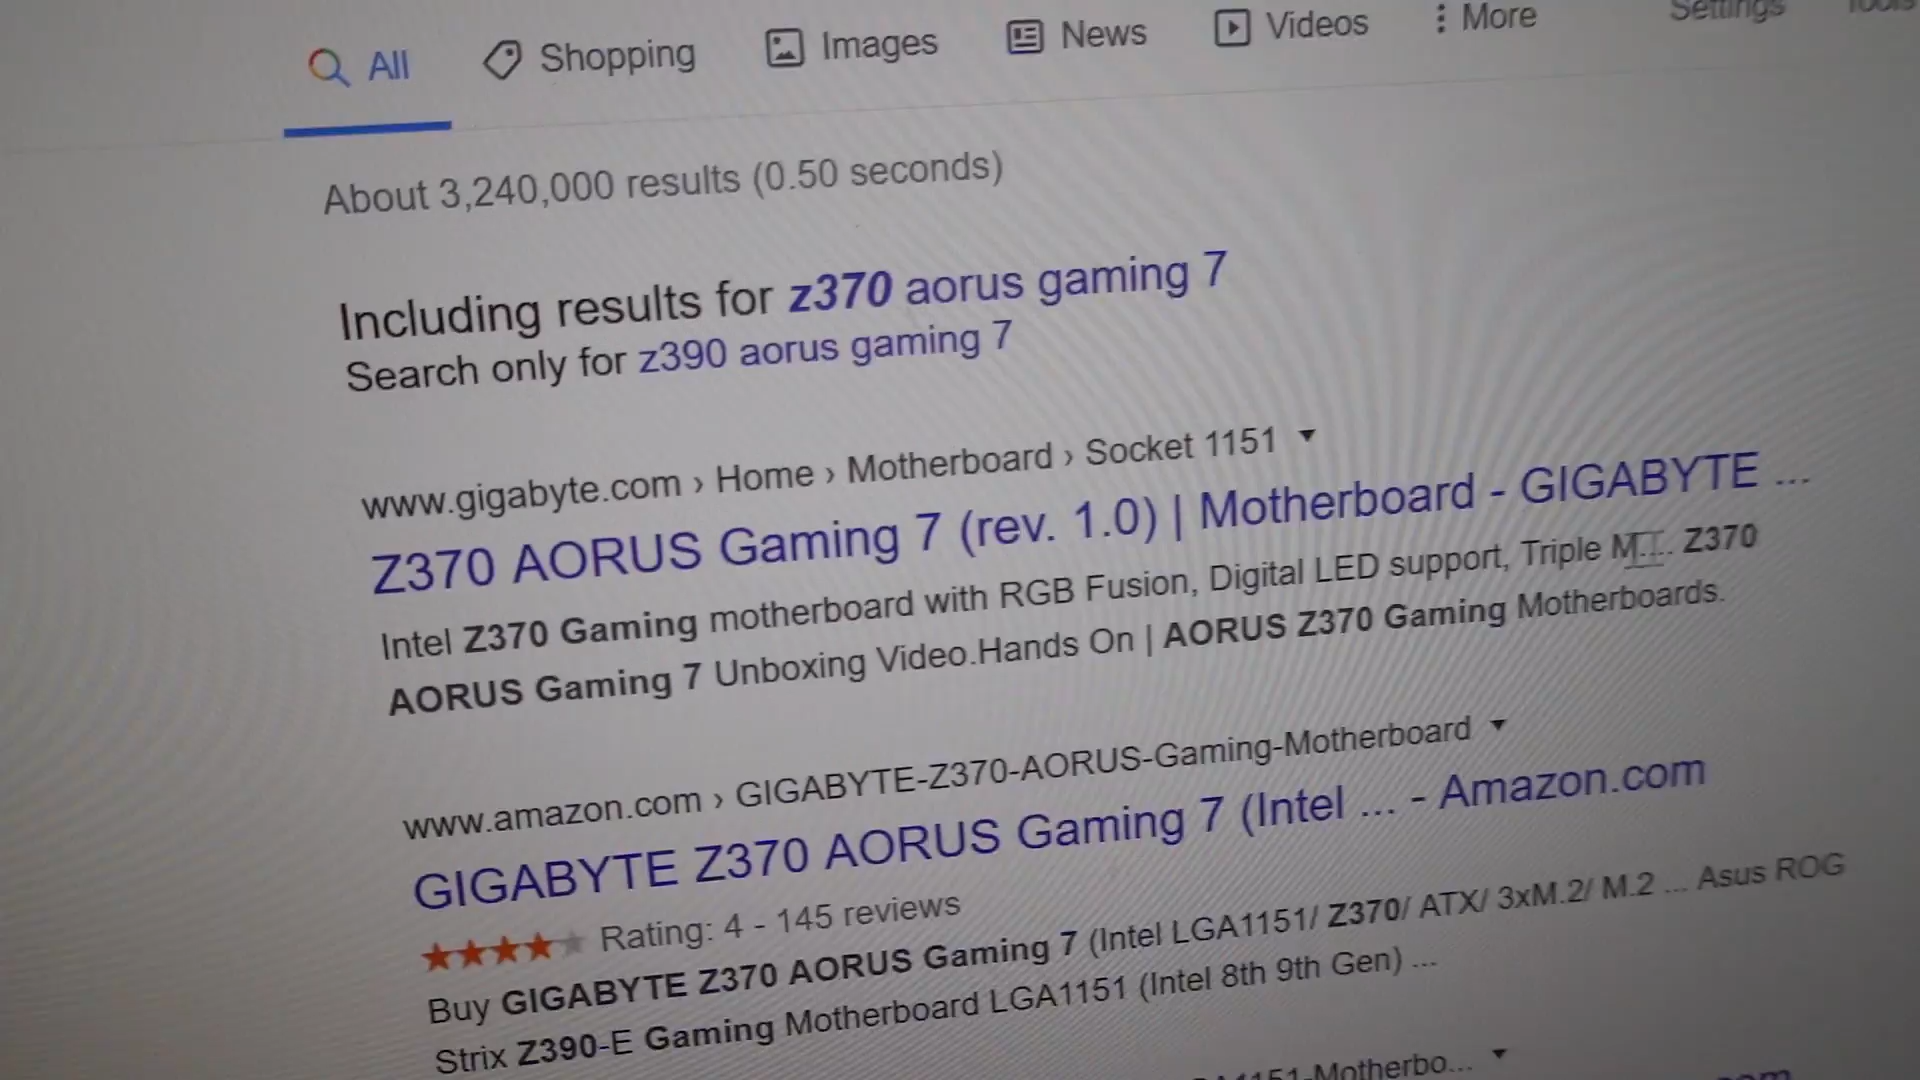 All Shopping Images News Videos More Settings Tools
About 3,240,000 results (0.50 seconds)
Including results for z370 aorus gaming 7
Search only for z390 aorus gaming 7
www.gigabyte.com › Home › Motherboard › Socket 1151
Z370 AORUS Gaming 7 (rev. 1.0) | Motherboard - GIGABYTE ...
Intel Z370 Gaming motherboard with RGB Fusion, Digital LED support, Triple M.... Z370
AORUS Gaming 7 Unboxing Video.Hands On | AORUS Z370 Gaming Motherboards.
www.amazon.com › GIGABYTE-Z370-AORUS-Gaming-Motherboard
GIGABYTE Z370 AORUS Gaming 7 (Intel ... - Amazon.com
Rating: 4 - 145 reviews
Buy GIGABYTE Z370 AORUS Gaming 7 (Intel LGA1151/ Z370/ ATX/ 3xM.2/ M.2 ... Asus ROG
Strix Z390-E Gaming Motherboard LGA1151 (Intel 8th 9th Gen) ...